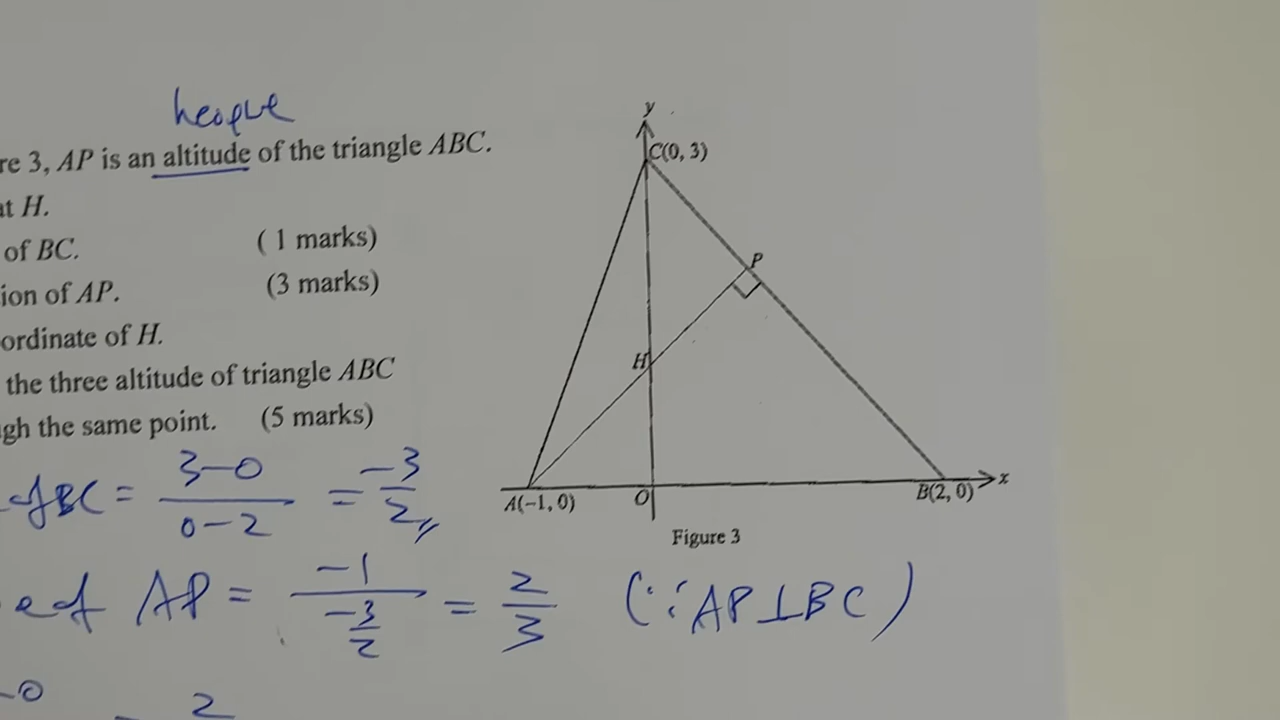 re 3, AP is an altitude of the triangle ABC.
at H.
of BC. ( 1 marks)
ion of AP. (3 marks)
ordinate of H.
the three altitude of triangle ABC
gh the same point. (5 marks)
y
C(0, 3)
P
H
A(−1, 0)
O
B(2, 0)
x
Figure 3
of BC = 3-0 / 0-2 = -3/2
e of AP = -1 / -3/2 = 2/3 (∵AP⊥BC)
-0
2